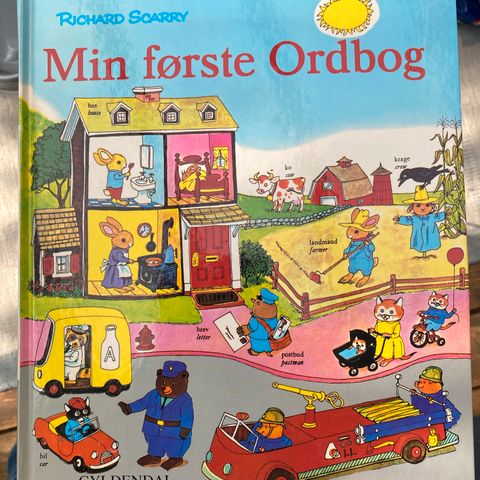 RICHARD SCARRY
Min første Ordbog
hus
house
ko
cow
krage
crow
landmand
farmer
VELKOMMEN
brev
letter
postbud
postman
A
bil
car
GYLDENDAL